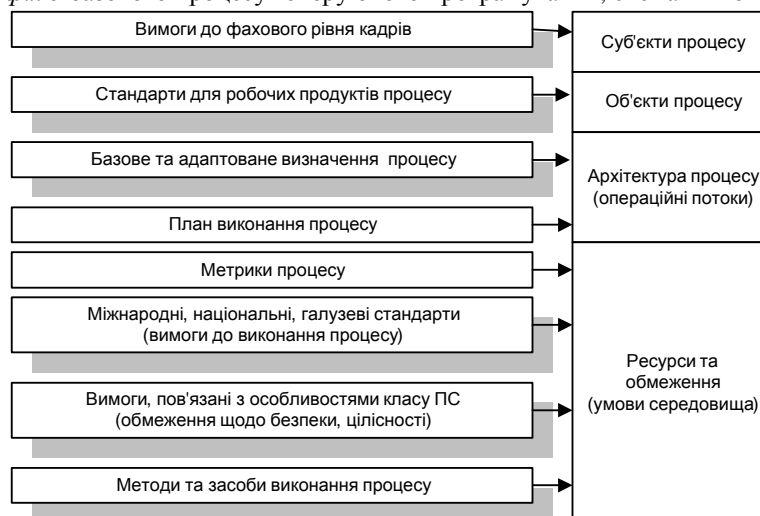 Вимоги до фахового рівня кадрів
Суб'єкти процесу
Стандарти для робочих продуктів процесу
Об'єкти процесу
Базове та адаптоване визначення процесу
Архітектура процесу
(операційні потоки)
План виконання процесу
Метрики процесу
Міжнародні, національні, галузеві стандарти
(вимоги до виконання процесу)
Ресурси та
обмеження
(умови середовища)
Вимоги, пов'язані з особливостями класу ПС
(обмеження щодо безпеки, цілісності)
Методи та засоби виконання процесу